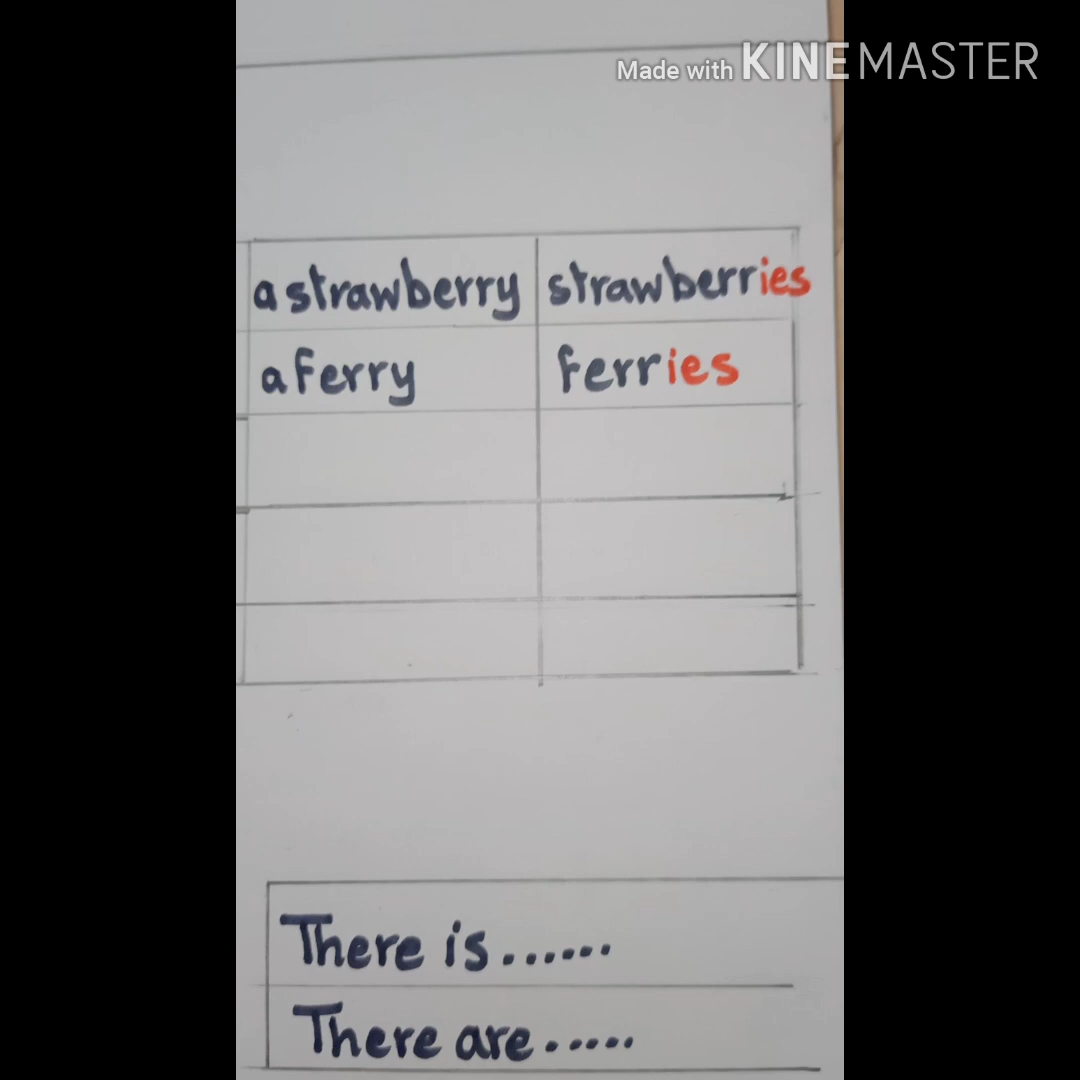 Made with KINEMASTER
a strawberry strawberries
a ferry ferries
There is ......
There are .....